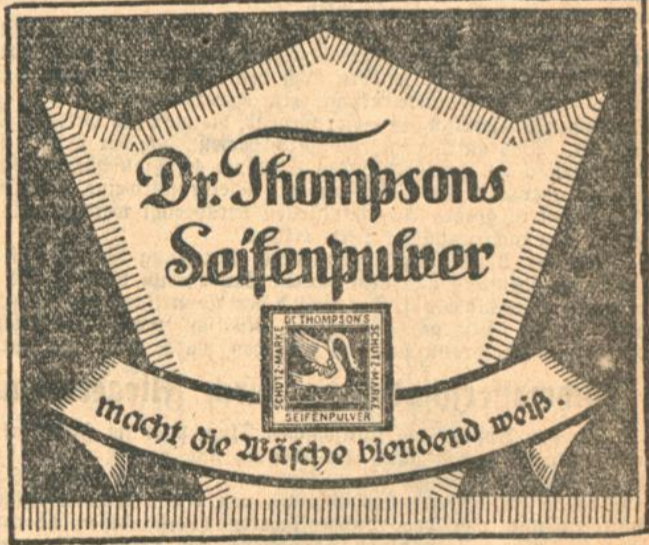 Dr. Thompsons
Seifenpulver
DR THOMPSON'S
SCHUTZ-MARKE
SCHUTZ-MARKE
SEIFENPULVER
macht die Wäsche blendend weiß.